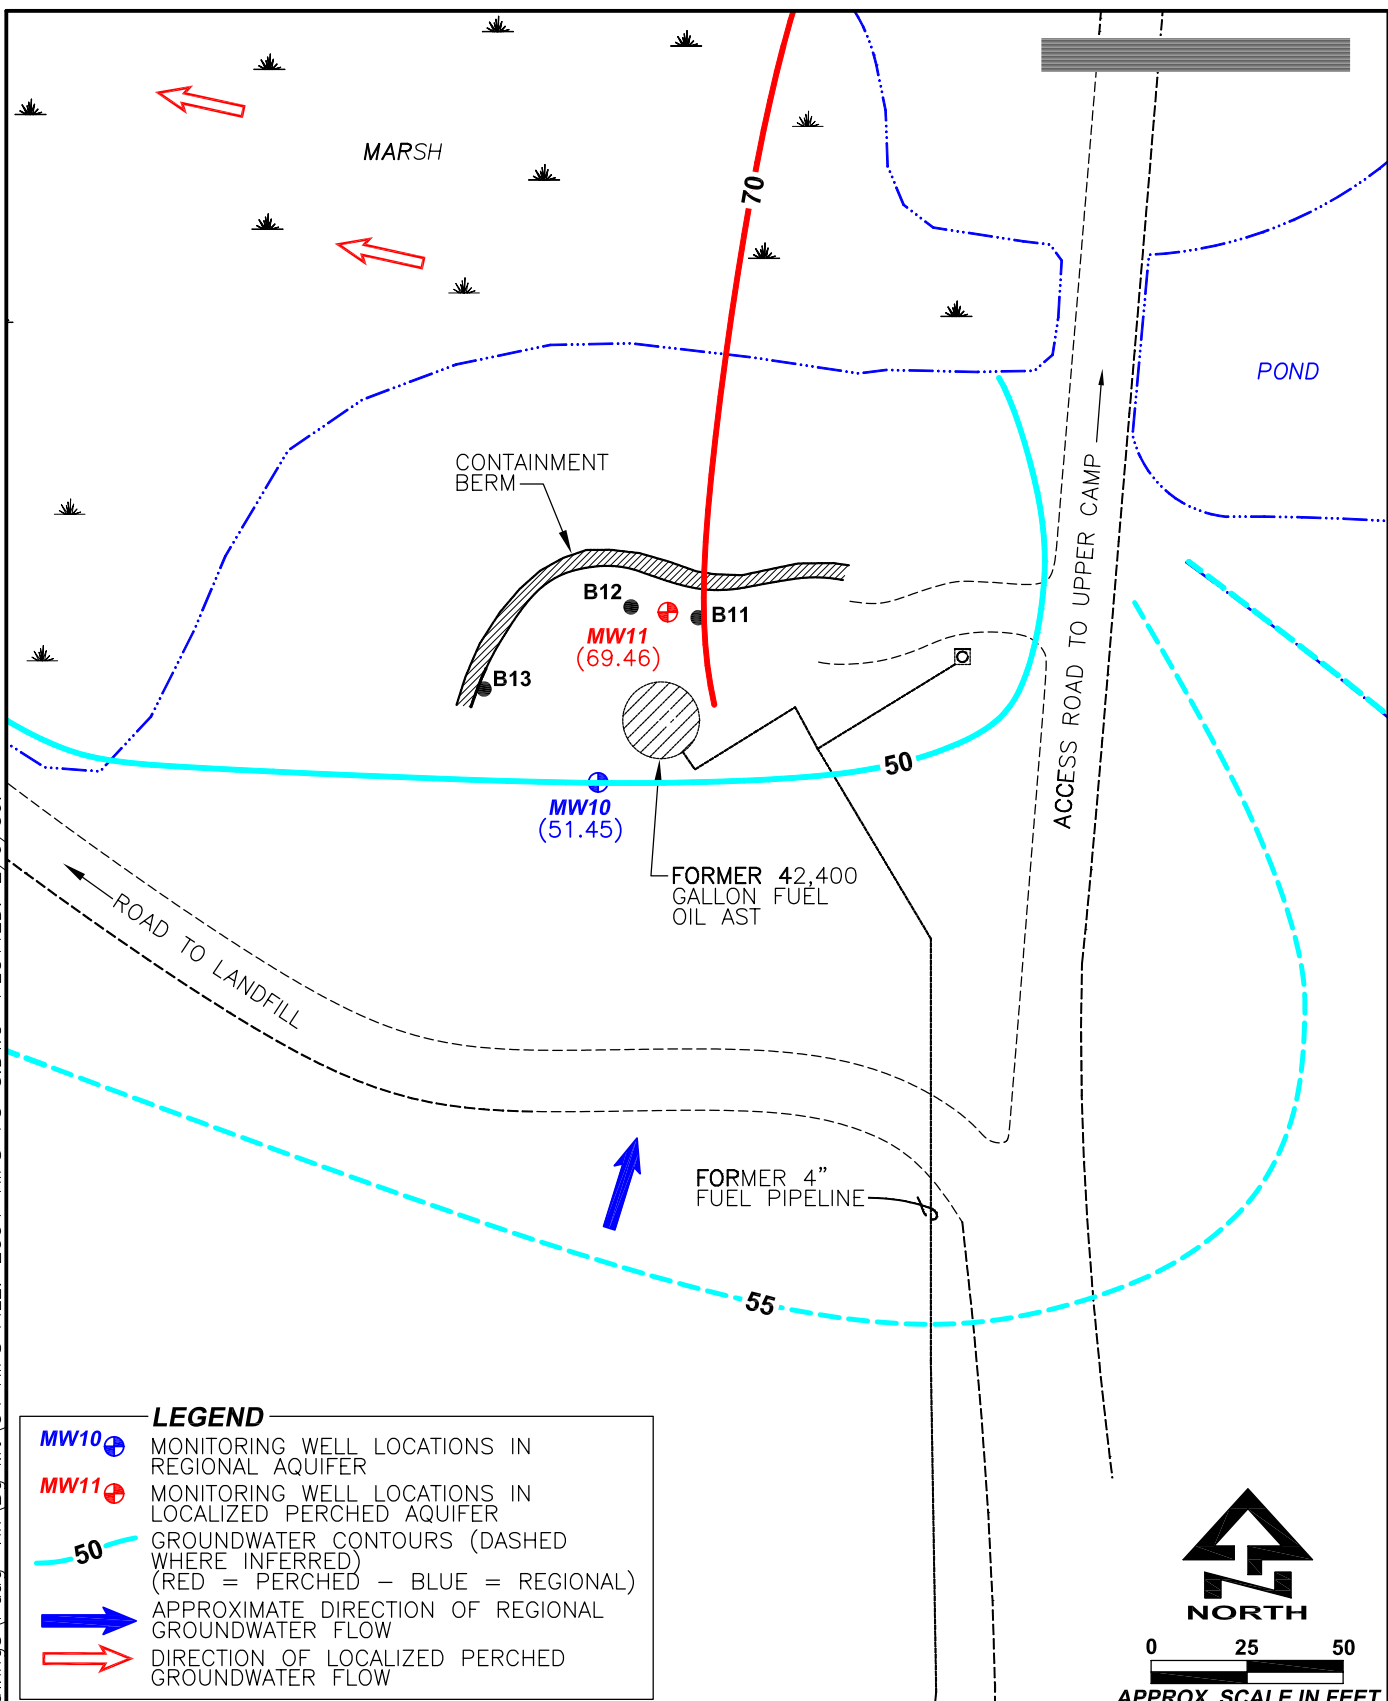 MARSH
70
POND
CONTAINMENT
BERM
ACCESS ROAD TO UPPER CAMP
B12
B11
MW11
(69.46)
B13
50
MW10
(51.45)
FORMER 42,400
GALLON FUEL
OIL AST
ROAD TO LANDFILL
FORMER 4”
FUEL PIPELINE
55
LEGEND
MW10
MONITORING WELL LOCATIONS IN
REGIONAL AQUIFER
MW11
MONITORING WELL LOCATIONS IN
LOCALIZED PERCHED AQUIFER
50
GROUNDWATER CONTOURS (DASHED
WHERE INFERRED)
(RED = PERCHED – BLUE = REGIONAL)
APPROXIMATE DIRECTION OF REGIONAL
GROUNDWATER FLOW
DIRECTION OF LOCALIZED PERCHED
GROUNDWATER FLOW
NORTH
0 25 50
APPROX. SCALE IN FEET